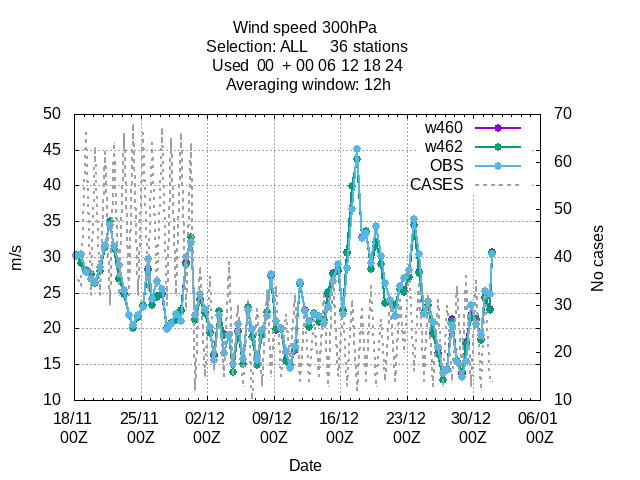 Wind speed 300hPa
Selection: ALL 36 stations
Used 00 + 00 06 12 18 24
Averaging window: 12h
50 70
w460
w462
OBS
CASES
45 60
40
35 50
30 40
25
30
20
20
15
10 10
m/s
No cases
18/11 25/11 02/12 09/12 16/12 23/12 30/12 06/01
00Z 00Z 00Z 00Z 00Z 00Z 00Z 00Z
Date